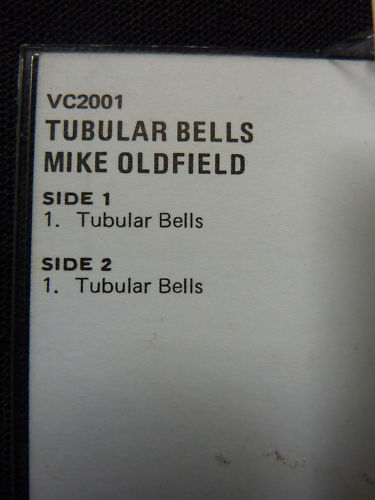 VC2001
TUBULAR BELLS
MIKE OLDFIELD
SIDE 1
1. Tubular Bells
SIDE 2
1. Tubular Bells